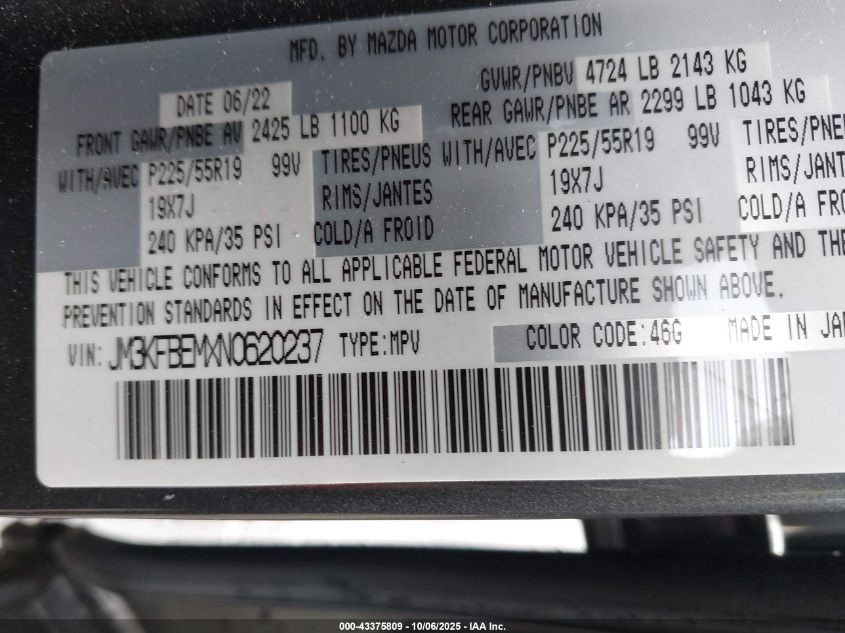 MFD. BY MAZDA MOTOR CORPORATION
DATE 06/22 GVWR/PNBV 4724 LB 2143 KG
FRONT GAWR/PNBE AV 2425 LB 1100 KG REAR GAWR/PNBE AR 2299 LB 1043 KG
WITH/AVEC P225/55R19 99V TIRES/PNEUS WITH/AVEC P225/55R19 99V TIRES/PNE
19X7J RIMS/JANTES 19X7J RIMS/JANT
240 KPA/35 PSI COLD/A FROID 240 KPA/35 PSI COLD/A FRO
THIS VEHICLE CONFORMS TO ALL APPLICABLE FEDERAL MOTOR VEHICLE SAFETY AND THE
PREVENTION STANDARDS IN EFFECT ON THE DATE OF MANUFACTURE SHOWN ABOVE.
VIN: JM3KFBEMXN0620237 TYPE:MPV COLOR CODE:46G MADE IN JA
000-43375809 - 10/06/2025 - IAA Inc.